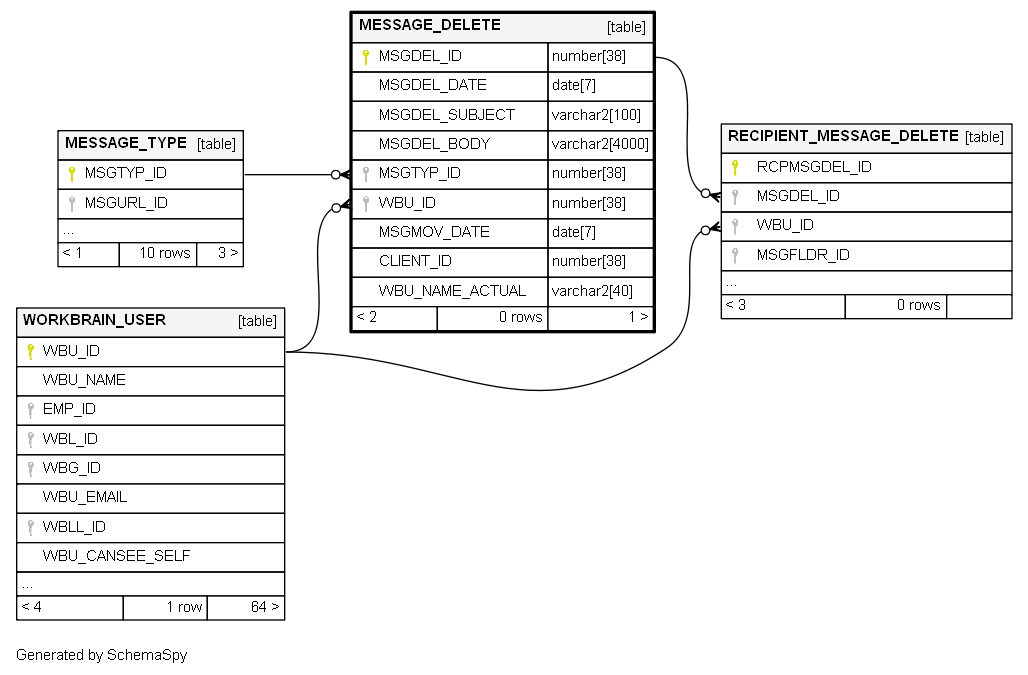 MESSAGE_DELETE [table]
MSGDEL_ID number[38]
MSGDEL_DATE date[7]
MSGDEL_SUBJECT varchar2[100]
MSGDEL_BODY varchar2[4000]
MSGTYP_ID number[38]
WBU_ID number[38]
MSGMOV_DATE date[7]
CLIENT_ID number[38]
WBU_NAME_ACTUAL varchar2[40]
< 2 0 rows 1 >
MESSAGE_TYPE [table]
MSGTYP_ID
MSGURL_ID
...
< 1 10 rows 3 >
RECIPIENT_MESSAGE_DELETE [table]
RCPMSGDEL_ID
MSGDEL_ID
WBU_ID
MSGFLDR_ID
...
< 3 0 rows
WORKBRAIN_USER [table]
WBU_ID
WBU_NAME
EMP_ID
WBL_ID
WBG_ID
WBU_EMAIL
WBLL_ID
WBU_CANSEE_SELF
...
< 4 1 row 64 >
Generated by SchemaSpy